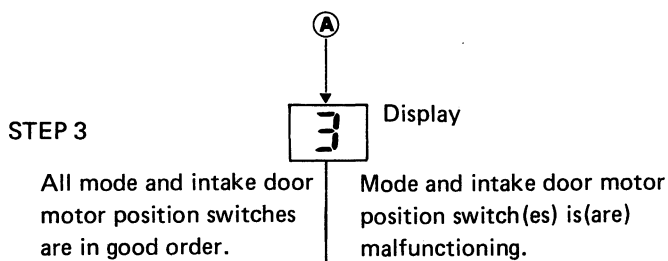 A
3
Display
STEP 3
All mode and intake door
motor position switches
are in good order.
Mode and intake door motor
position switch(es) is(are)
malfunctioning.